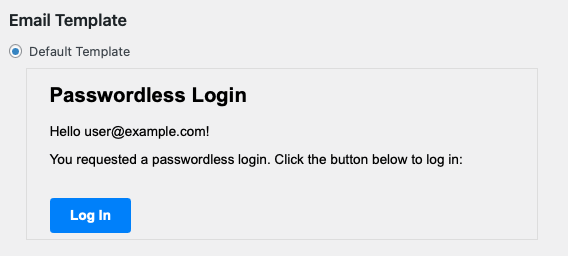 Email Template
Default Template
Passwordless Login
Hello user@example.com!
You requested a passwordless login. Click the button below to log in:
Log In